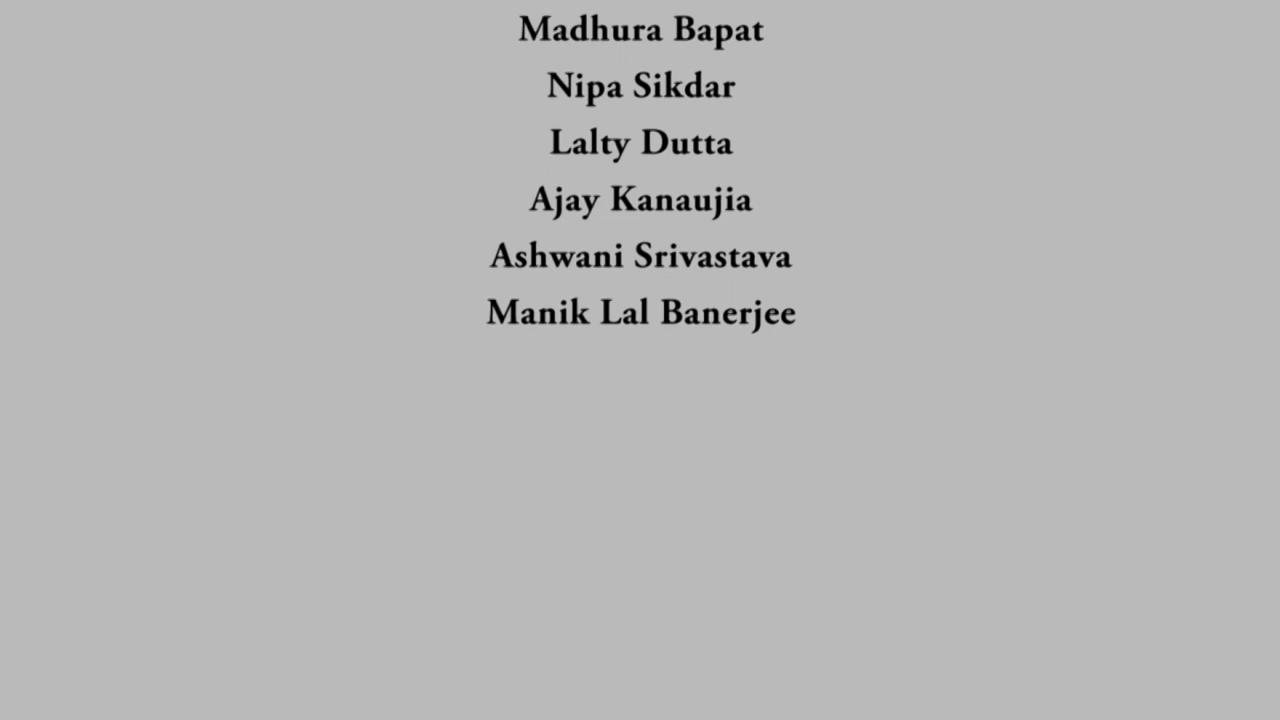 Madhura Bapat
Nipa Sikdar
Lalty Dutta
Ajay Kanaujia
Ashwani Srivastava
Manik Lal Banerjee